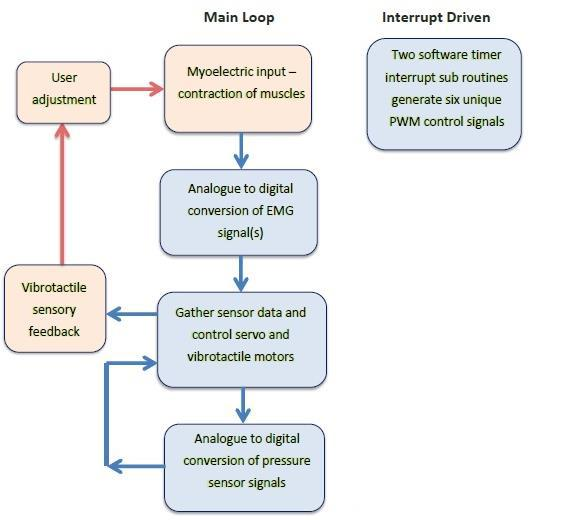 Main Loop
Interrupt Driven
User
adjustment
Myoelectric input –
contraction of muscles
Two software timer
interrupt sub routines
generate six unique
PWM control signals
Analogue to digital
conversion of EMG
signal(s)
Vibrotactile
sensory
feedback
Gather sensor data and
control servo and
vibrotactile motors
Analogue to digital
conversion of pressure
sensor signals